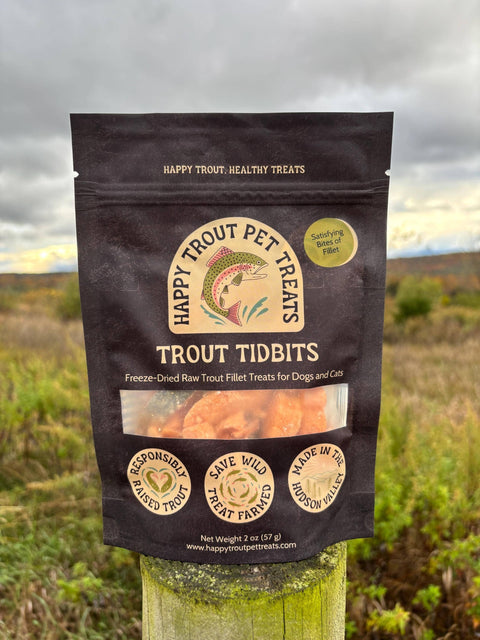 HAPPY TROUT, HEALTHY TREATS
HAPPY TROUT PET TREATS
Satisfying
Bites of
Fillet
TROUT TIDBITS
Freeze-Dried Raw Trout Fillet Treats for Dogs and Cats
RESPONSIBLY
RAISED TROUT
SAVE WILD
TREAT FARMED
MADE IN THE
HUDSON VALLEY
Net Weight 2 oz (57 g)
www.happytroutpettreats.com